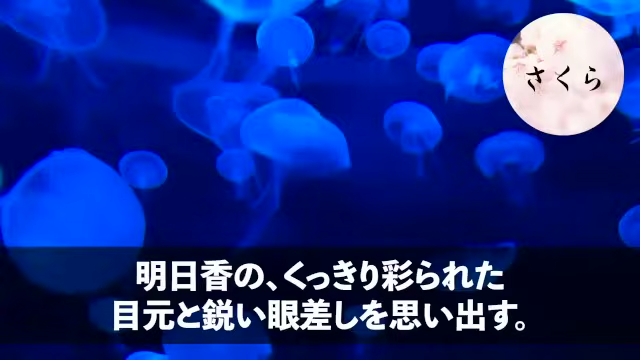 さくら
明日香の、くっきり彩られた
目元と鋭い眼差しを思い出す。